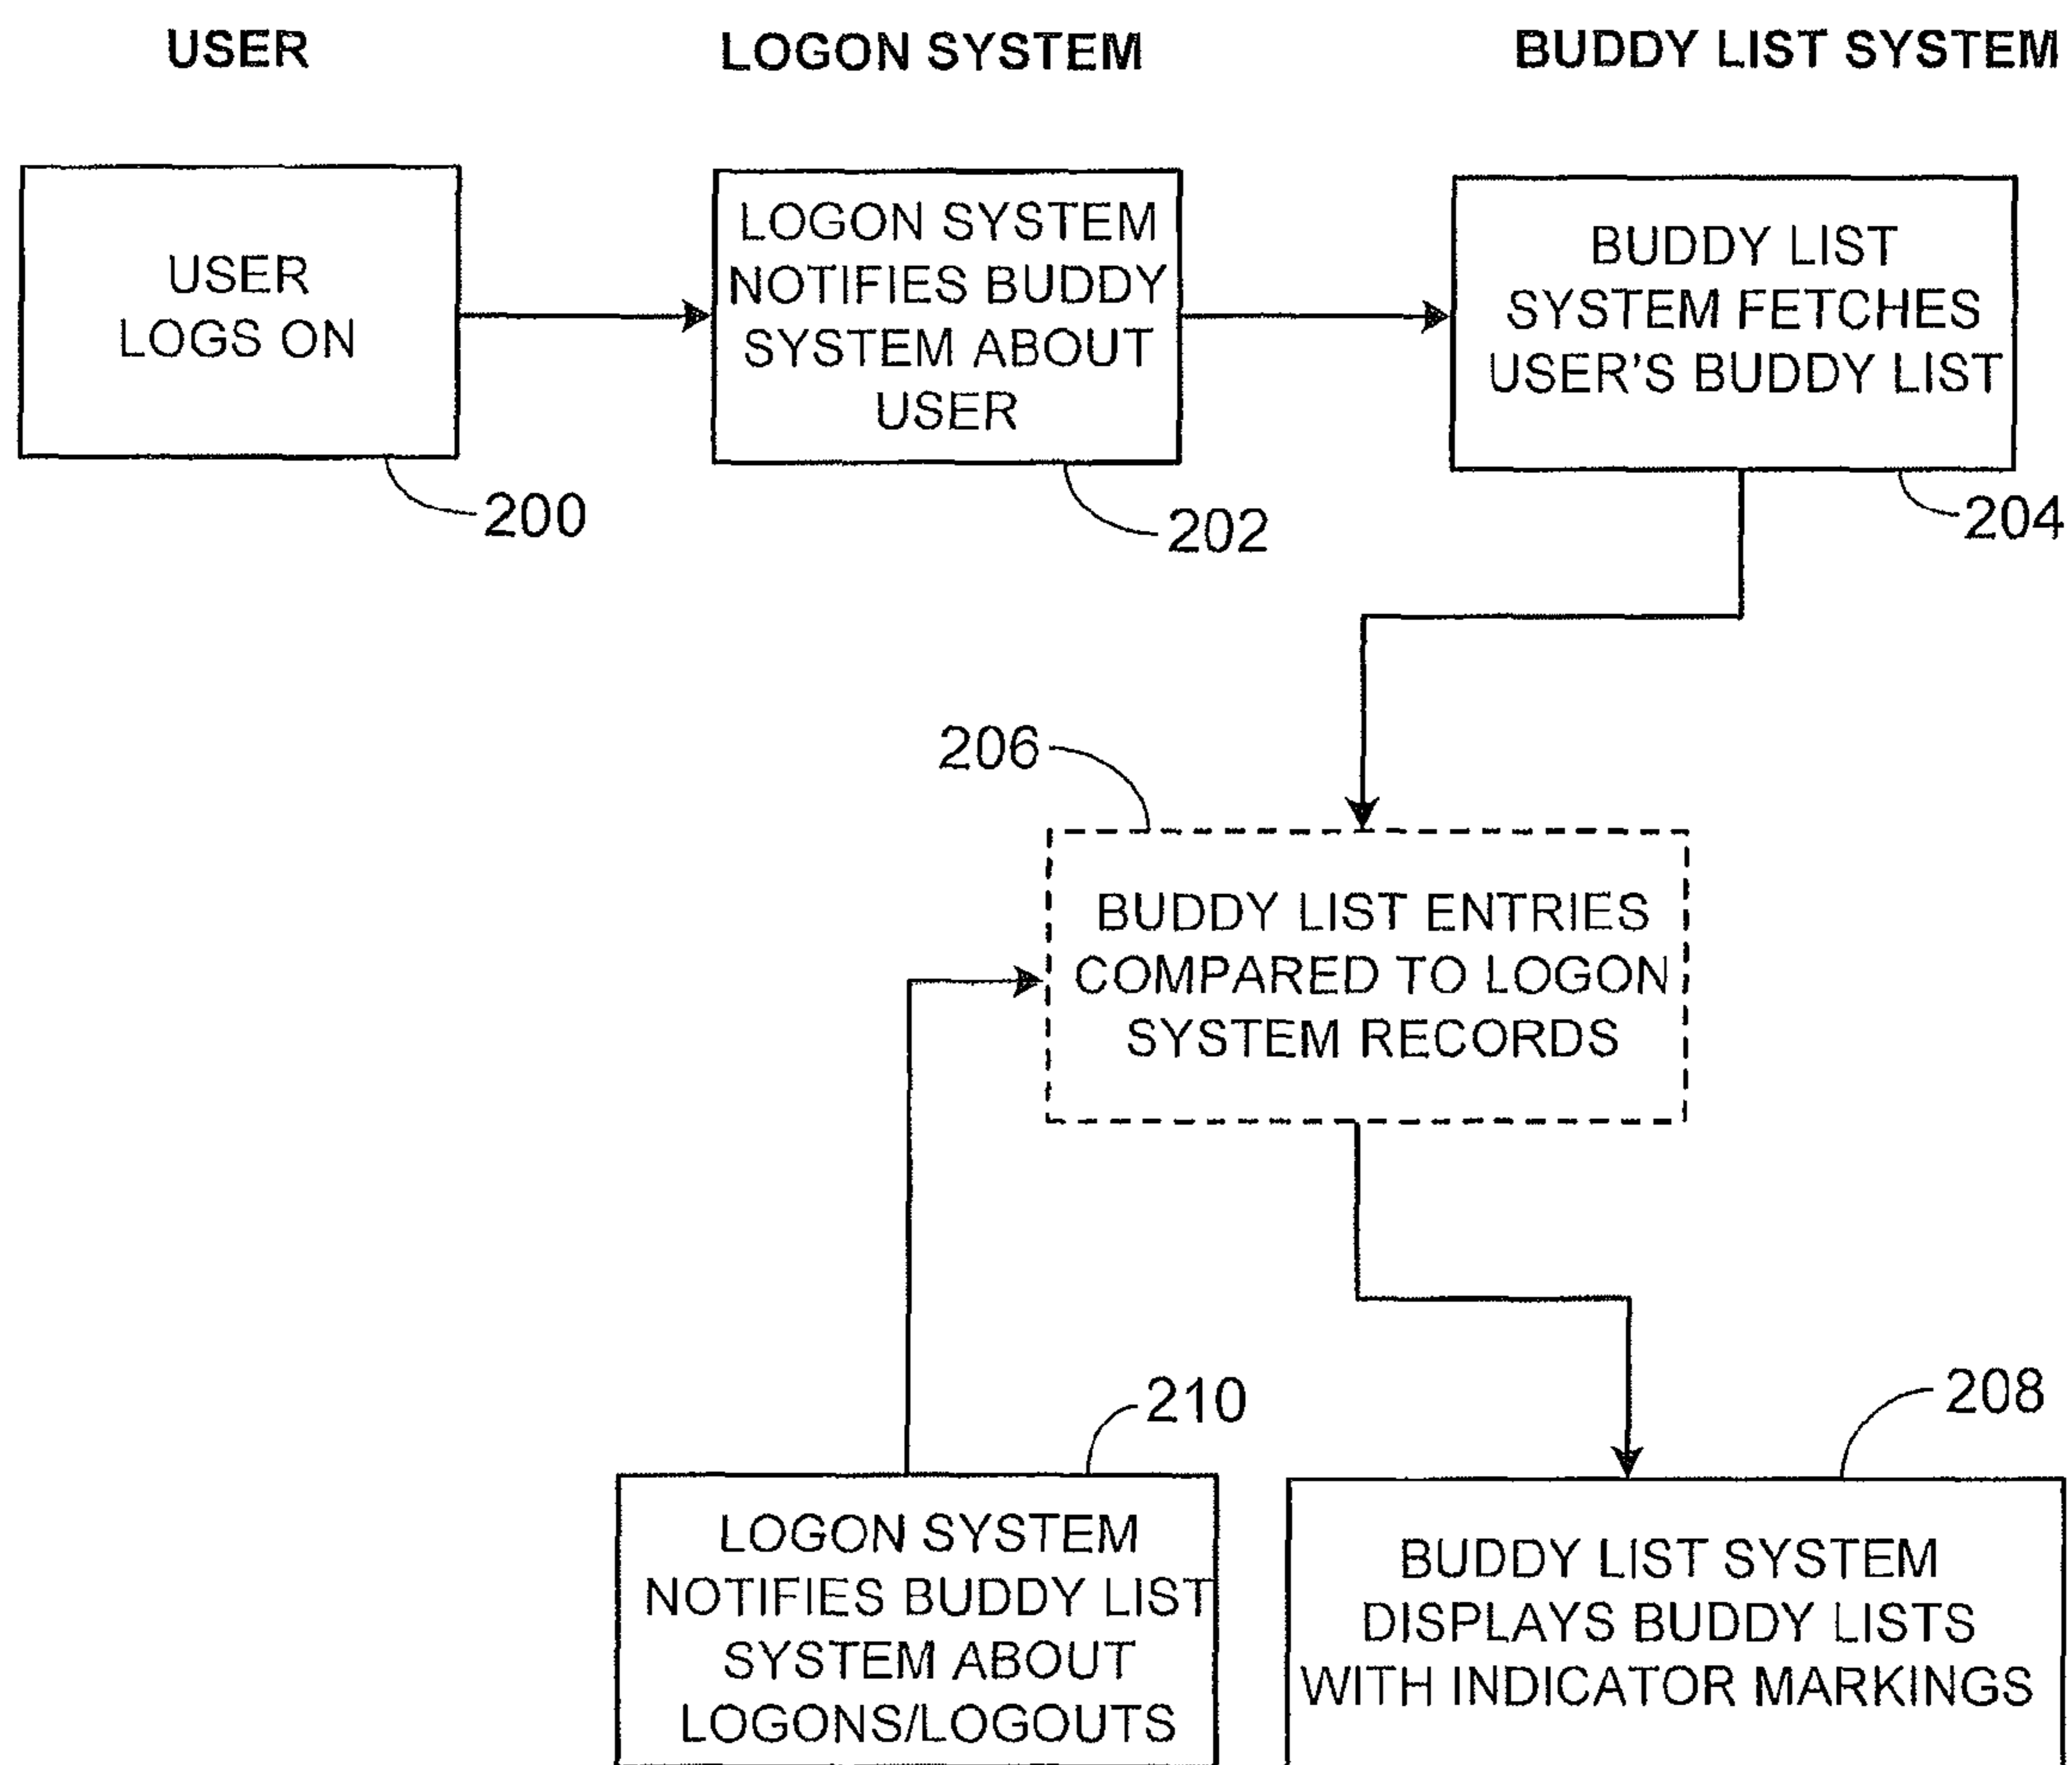 USER
LOGON SYSTEM
BUDDY LIST SYSTEM
USER
LOGS ON
200
LOGON SYSTEM
NOTIFIES BUDDY
SYSTEM ABOUT
USER
202
BUDDY LIST
SYSTEM FETCHES
USER'S BUDDY LIST
204
206
BUDDY LIST ENTRIES
COMPARED TO LOGON
SYSTEM RECORDS
210
LOGON SYSTEM
NOTIFIES BUDDY LIST
SYSTEM ABOUT
LOGONS/LOGOUTS
208
BUDDY LIST SYSTEM
DISPLAYS BUDDY LISTS
WITH INDICATOR MARKINGS